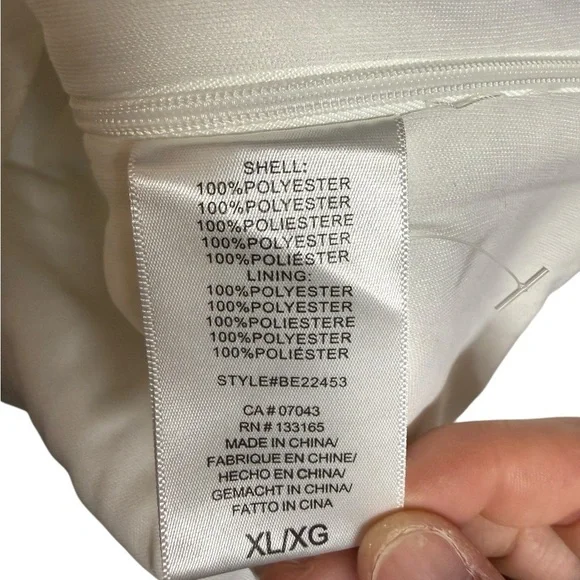 SHELL:
100%POLYESTER
100%POLYESTER
100%POLIESTERE
100%POLYESTER
100%POLIÉSTER
LINING:
100%POLYESTER
100%POLYESTER
100%POLIESTERE
100%POLYESTER
100%POLIÉSTER
STYLE#BE22453
CA # 07043
RN # 133165
MADE IN CHINA/
FABRIQUE EN CHINE/
HECHO EN CHINA/
GEMACHT IN CHINA/
FATTO IN CINA
XL/XG